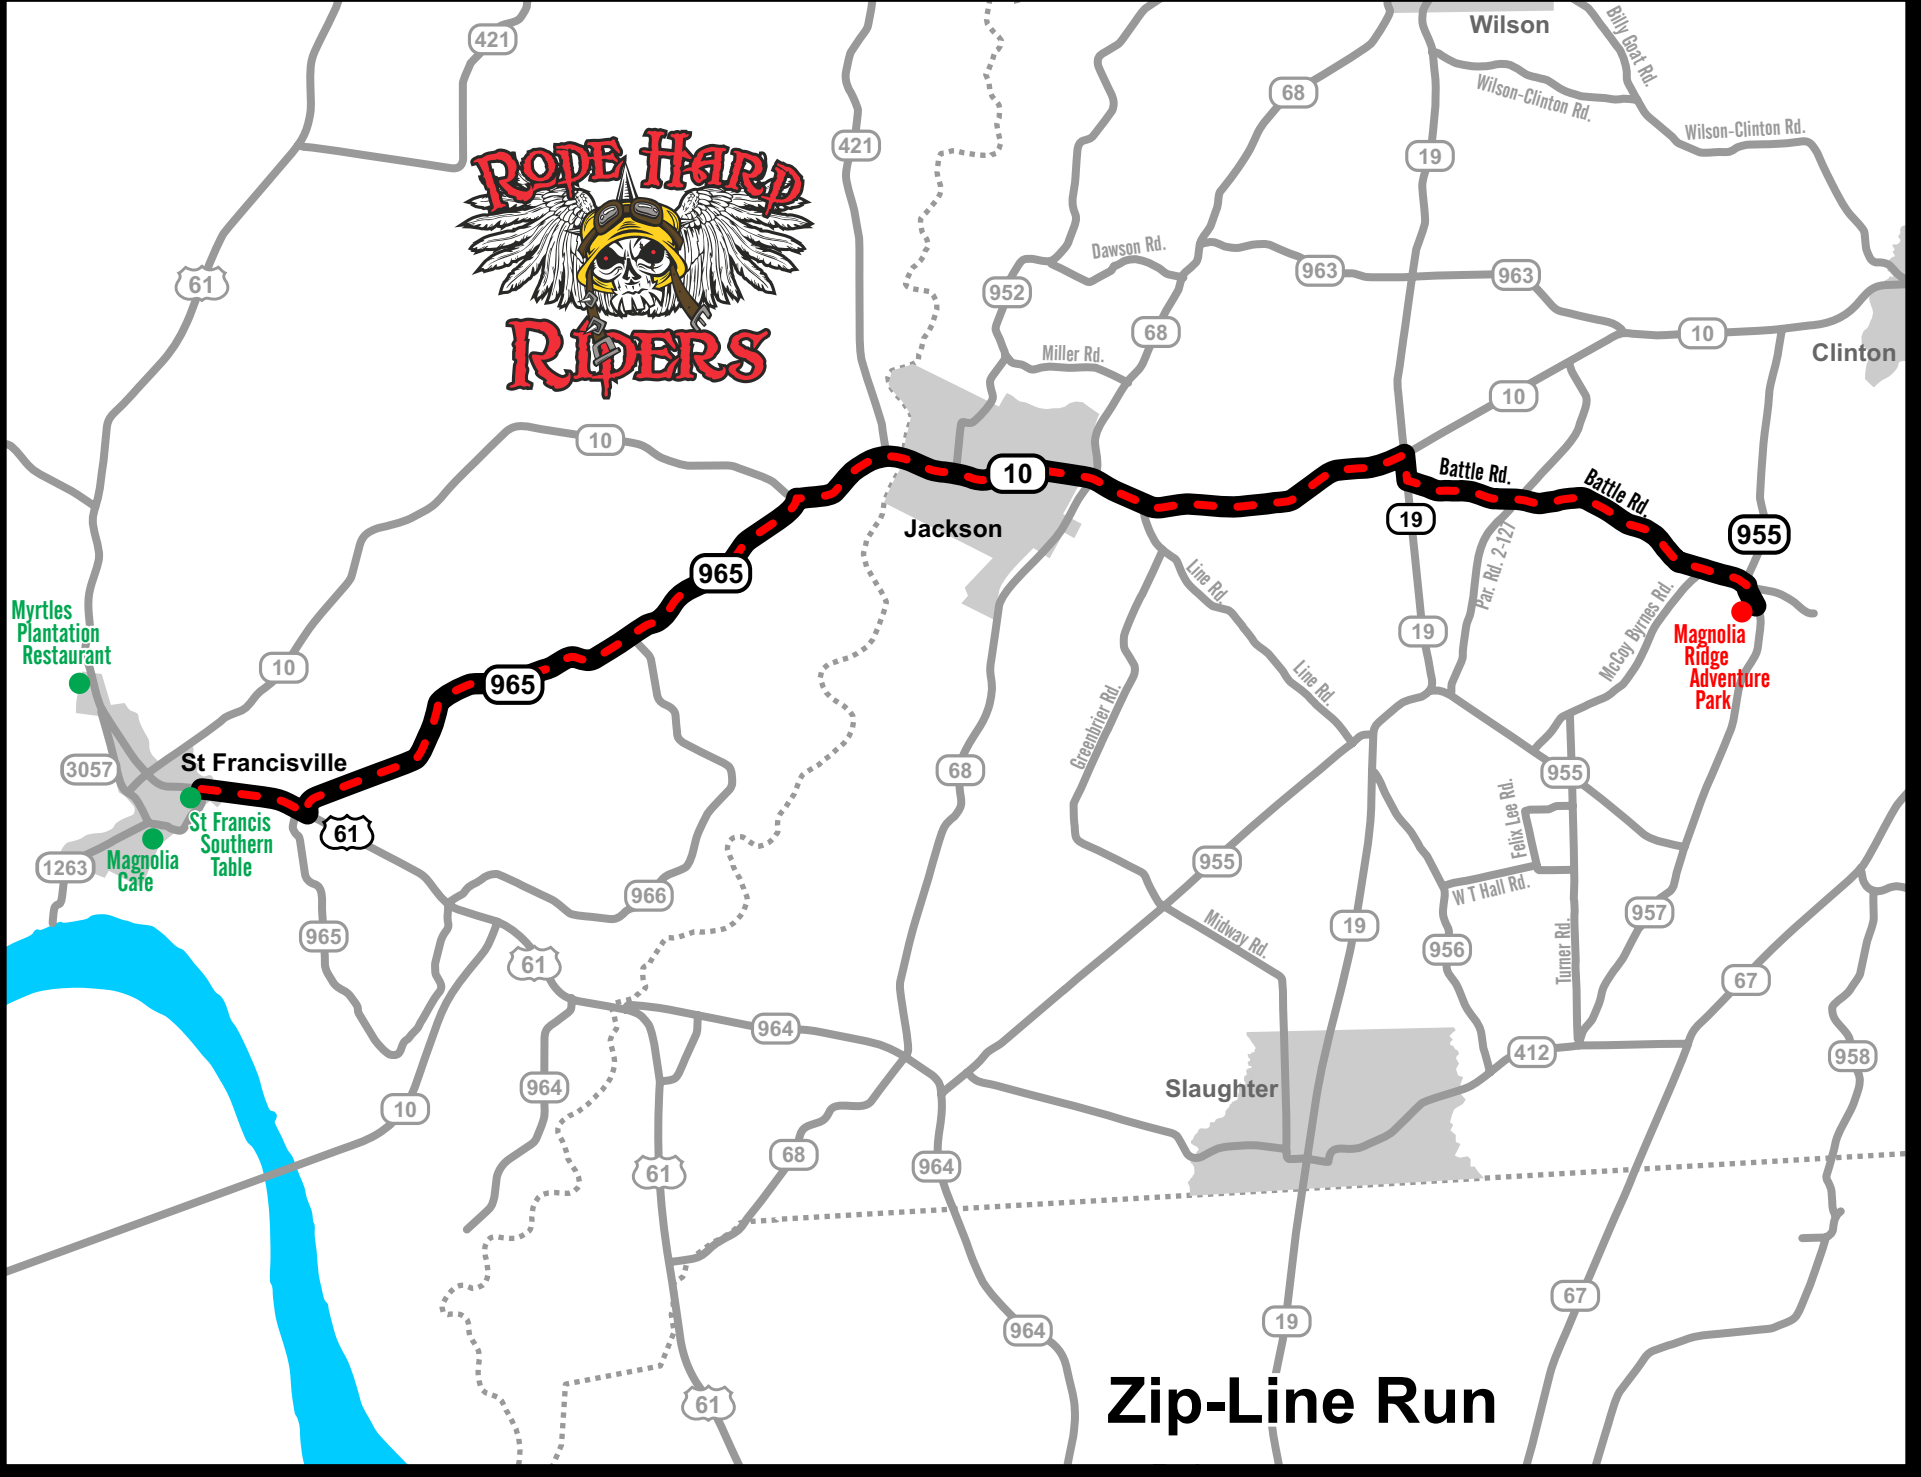 Wilson
Billy Goat Rd.
421
68
Wilson-Clinton Rd.
Wilson-Clinton Rd.
421
19
RODE HARD
RIDERS
Dawson Rd.
963
963
61
952
68
10
Miller Rd.
Clinton
10
10
10
Battle Rd.
Battle Rd.
Jackson
19
955
965
Line Rd.
Par. Rd. 2-127
Myrtles
Plantation
Restaurant
McCoy Byrnes Rd.
19
Magnolia
Ridge
Adventure
Park
10
965
Line Rd.
Greenbrier Rd.
3057
St Francisville
68
955
St Francis
Southern
Table
61
Felix Lee Rd.
1263
Magnolia
Cafe
955
W T Hall Rd.
966
957
965
Midway Rd.
19
956
Turner Rd.
61
67
964
412
958
964
Slaughter
10
68
61
964
67
964
19
61
Zip-Line Run